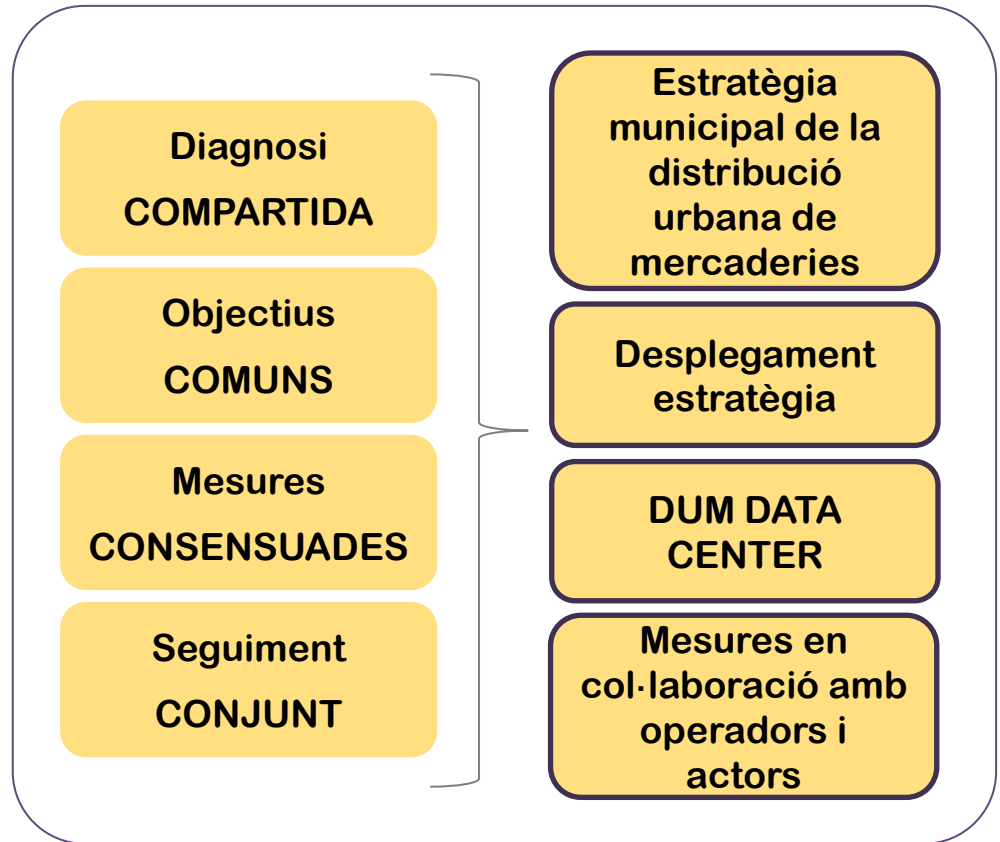 Diagnosi
COMPARTIDA
Objectius
COMUNS
Mesures
CONSENSUADES
Seguiment
CONJUNT
Estratègia
municipal de la
distribució
urbana de
mercaderies
Desplegament
estratègia
DUM DATA
CENTER
Mesures en
col·laboració amb
operadors i
actors